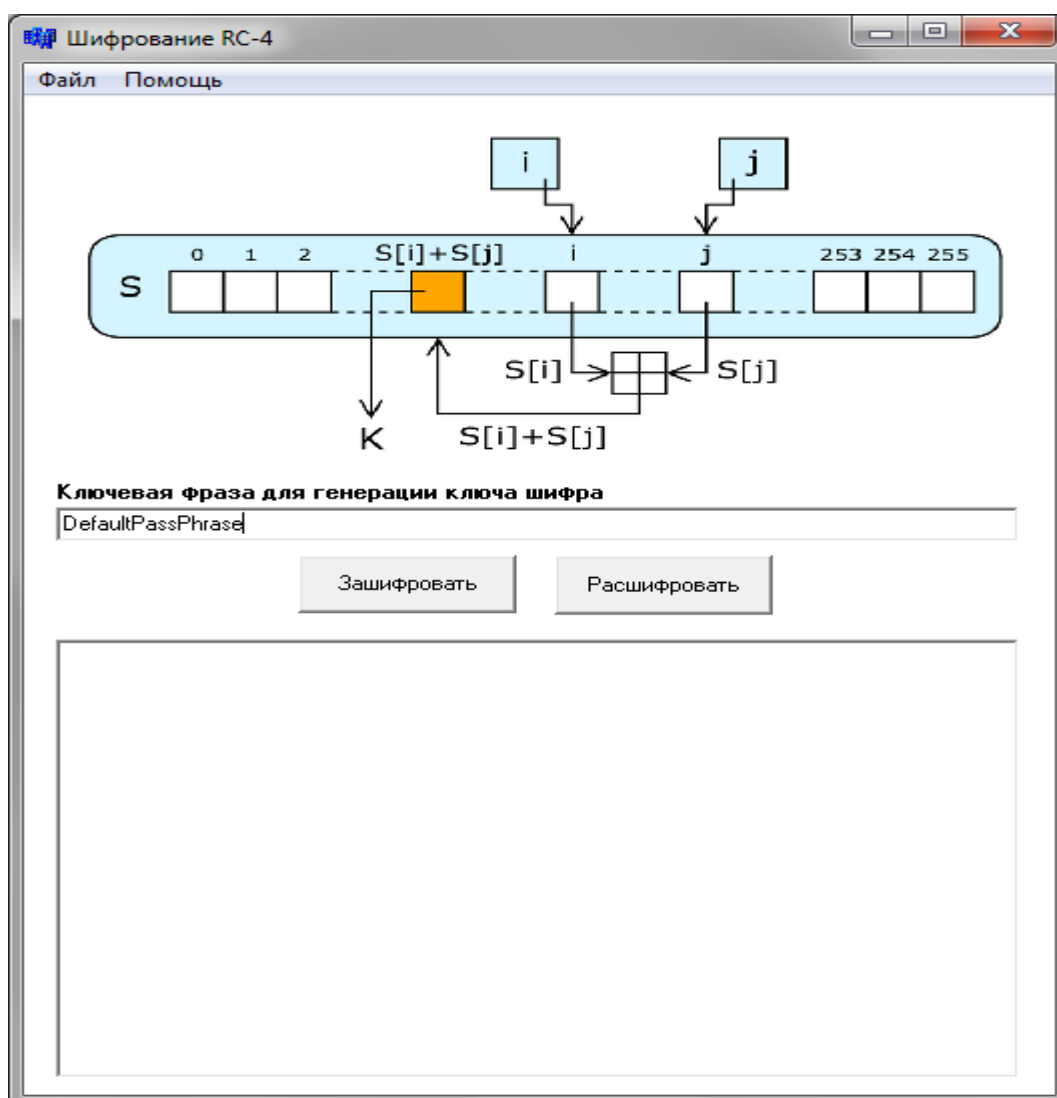 Шифрование RC-4
Файл Помощь
i j
0 1 2 S[i]+S[j] i j 253 254 255
S
S[i] S[j]
K S[i]+S[j]
Ключевая фраза для генерации ключа шифра
DefaultPassPhrase
Зашифровать Расшифровать